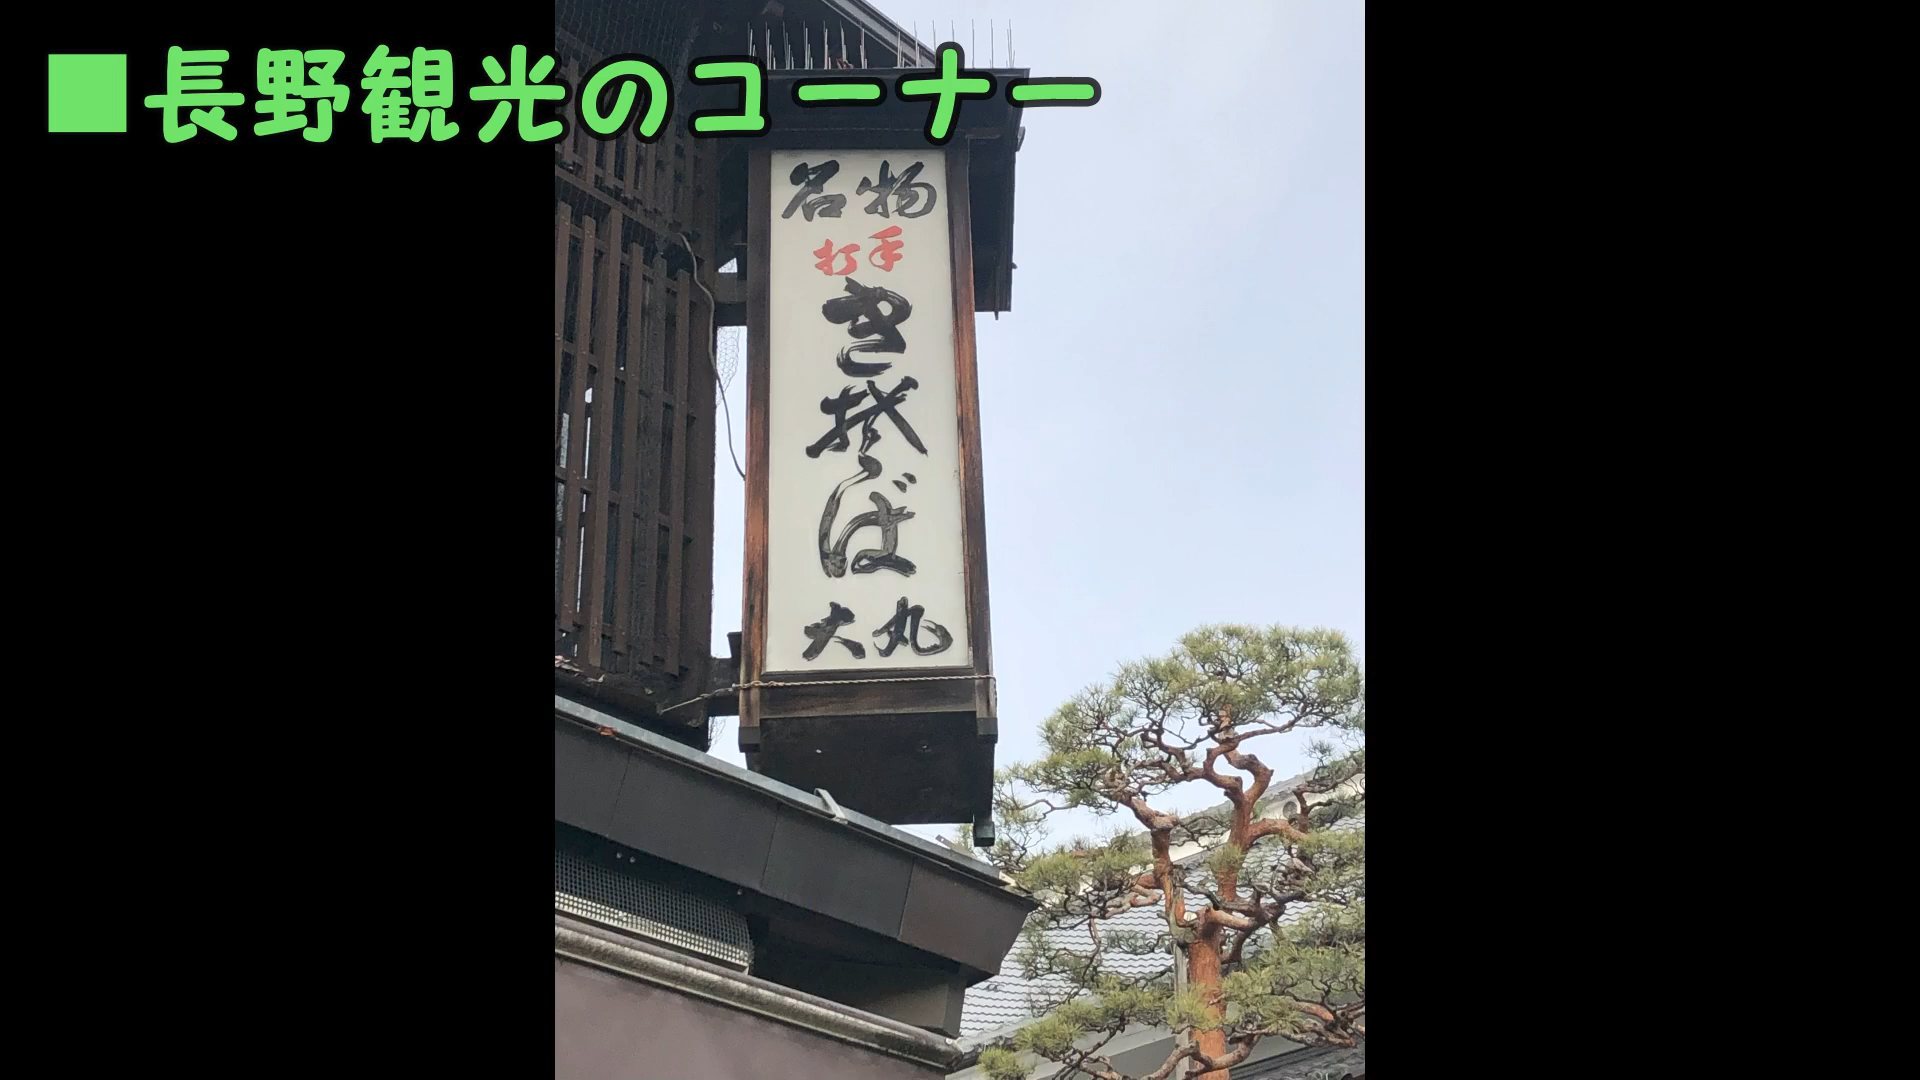 ■長野観光のコーナー
名物
手打
きそば
大丸